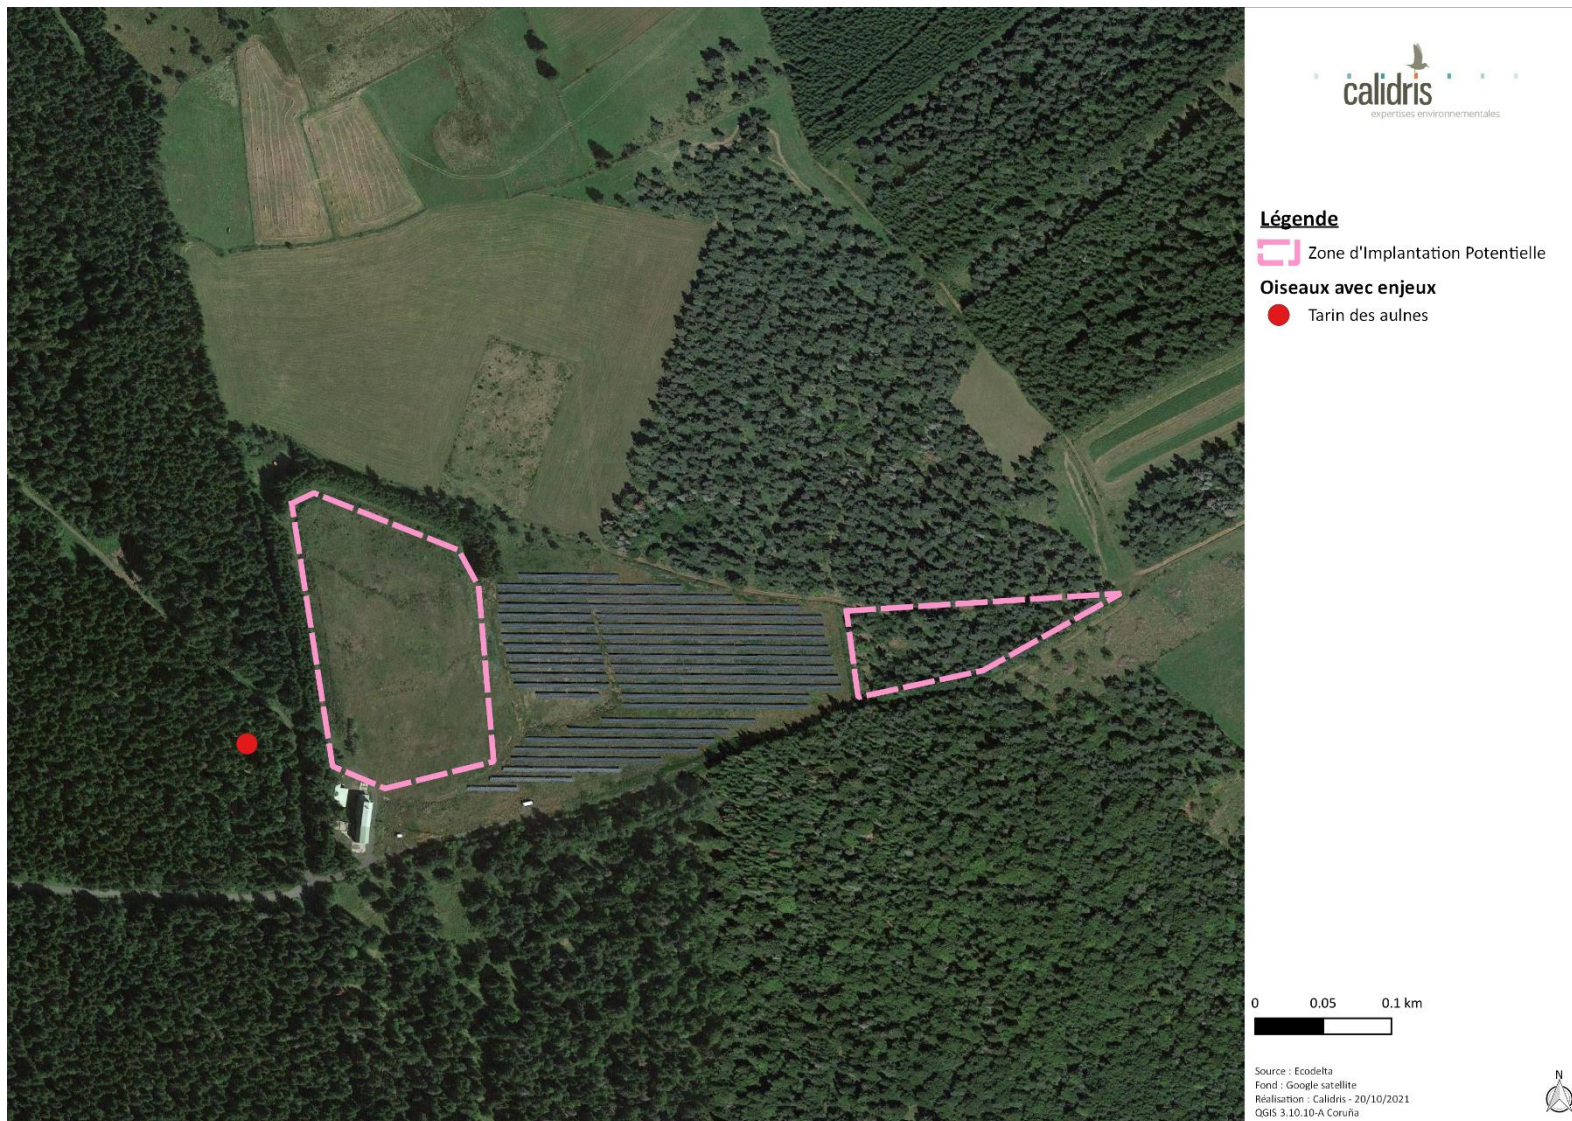 calidris
expertises environnementales
Légende
Zone d'Implantation Potentielle
Oiseaux avec enjeux
Tarin des aulnes
0 0.05 0.1 km
Source : Ecodelta
Fond : Google satellite
Réalisation : Calidris - 20/10/2021
QGIS 3.10.10-A Coruña
N